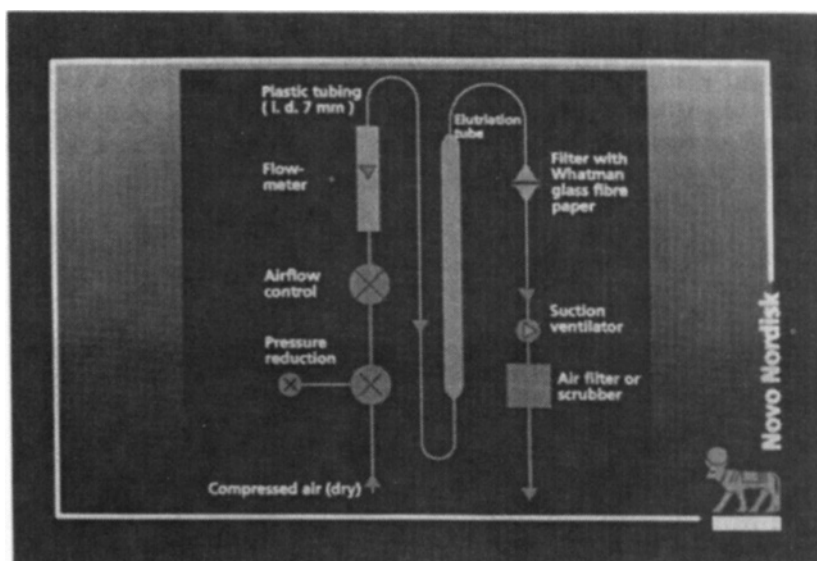 Plastic tubing
( i. d. 7 mm )
Flow-
meter
Airflow
control
Pressure
reduction
Compressed air (dry)
Elutriation
tube
Filter with
Whatman
glass fibre
paper
Suction
ventilator
Air filter or
scrubber
Novo Nordisk